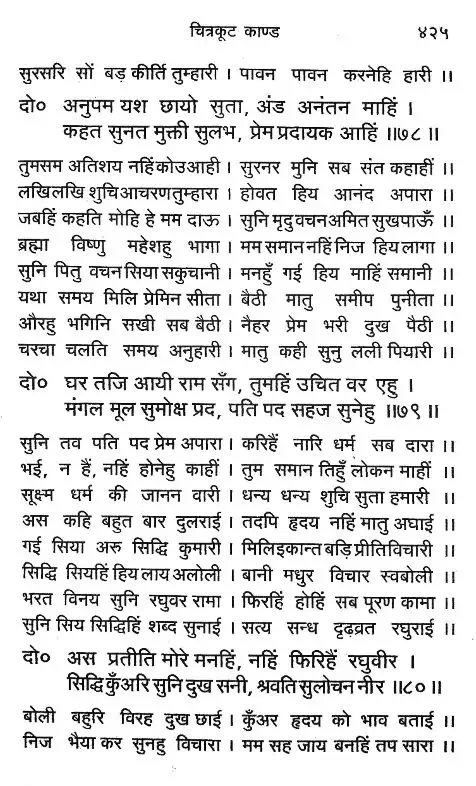 चित्रकूट काण्ड ४२५
सुरसरि सों बड़ कीर्ति तुम्हारी । पावन पावन करनेहि हारी ।।
दो० अनुपम यश छायो सुता, अंड अनंतन माहिं ।
कहत सुनत मुक्ती सुलभ, प्रेम प्रदायक आहिं ।।७८।।
तुमसम अतिशय नहिं कोउ आही । सुरनर मुनि सब संत कहाहीं ।।
लखि लखि शुचि आचरण तुम्हारा । होवत हिय आनंद अपारा ।।
जबहिं कहति मोहि हे मम दाऊ । सुनि मृदु वचन अमित सुख पाऊँ ।।
ब्रह्मा विष्णु महेशहु भागा । मम समान नहिं निज हिय लागा ।।
सुनि पितु वचन सिया सकुचानी । मनहुँ गई हिय माहिं समानी ।।
यथा समय मिलि प्रेमिन सीता । बैठी मातु समीप पुनीता ।।
औरहु भगिनि सखी सब बैठी । नैहर प्रेम भरी दुख पैठी ।।
चरचा चलति समय अनुहारी । मातु कही सुनु लली पियारी ।।
दो० घर तजि आयी राम सँग, तुमहिं उचित वर एहु ।
मंगल मूल सुमोक्ष प्रद, पति पद सहज सुनेहु ।।७९।।
सुनि तव पति पद प्रेम अपारा । करिहैं नारि धर्म सब दारा ।।
भई, न हैं, नहिं होनेहु काहीं । तुम समान तिहुँ लोकन माहीं ।।
सूक्ष्म धर्म की जानन वारी । धन्य धन्य शुचि सुता हमारी ।।
अस कहि बहुत बार दुलराई । तदपि हृदय नहिं मातु अघाई ।।
गई सिया अरु सिद्धि कुमारी । मिलि इकान्त बड़ि प्रीति विचारी ।।
सिद्धि सियहिं हिय लाय अलोली । बानी मधुर विचार स्वबोली ।।
भरत विनय सुनि रघुवर रामा । फिरहिं होहिं सब पूरण कामा ।।
सुनि सिय सिद्धिहिं शब्द सुनाई । सत्य सन्ध दृढ़व्रत रघुराई ।।
दो० अस प्रतीति मोरे मनहिं, नहिं फिरिहैं रघुवीर ।
सिद्धि कुँअरि सुनि दुख सनी, श्रवति सुलोचन नीर ।।८०।।
बोली बहुरि विरह दुख छाई । कुँअर हृदय को भाव बताई ।।
निज भैया कर सुनहु विचारा । मम सह जाय बनहिं तप सारा ।।